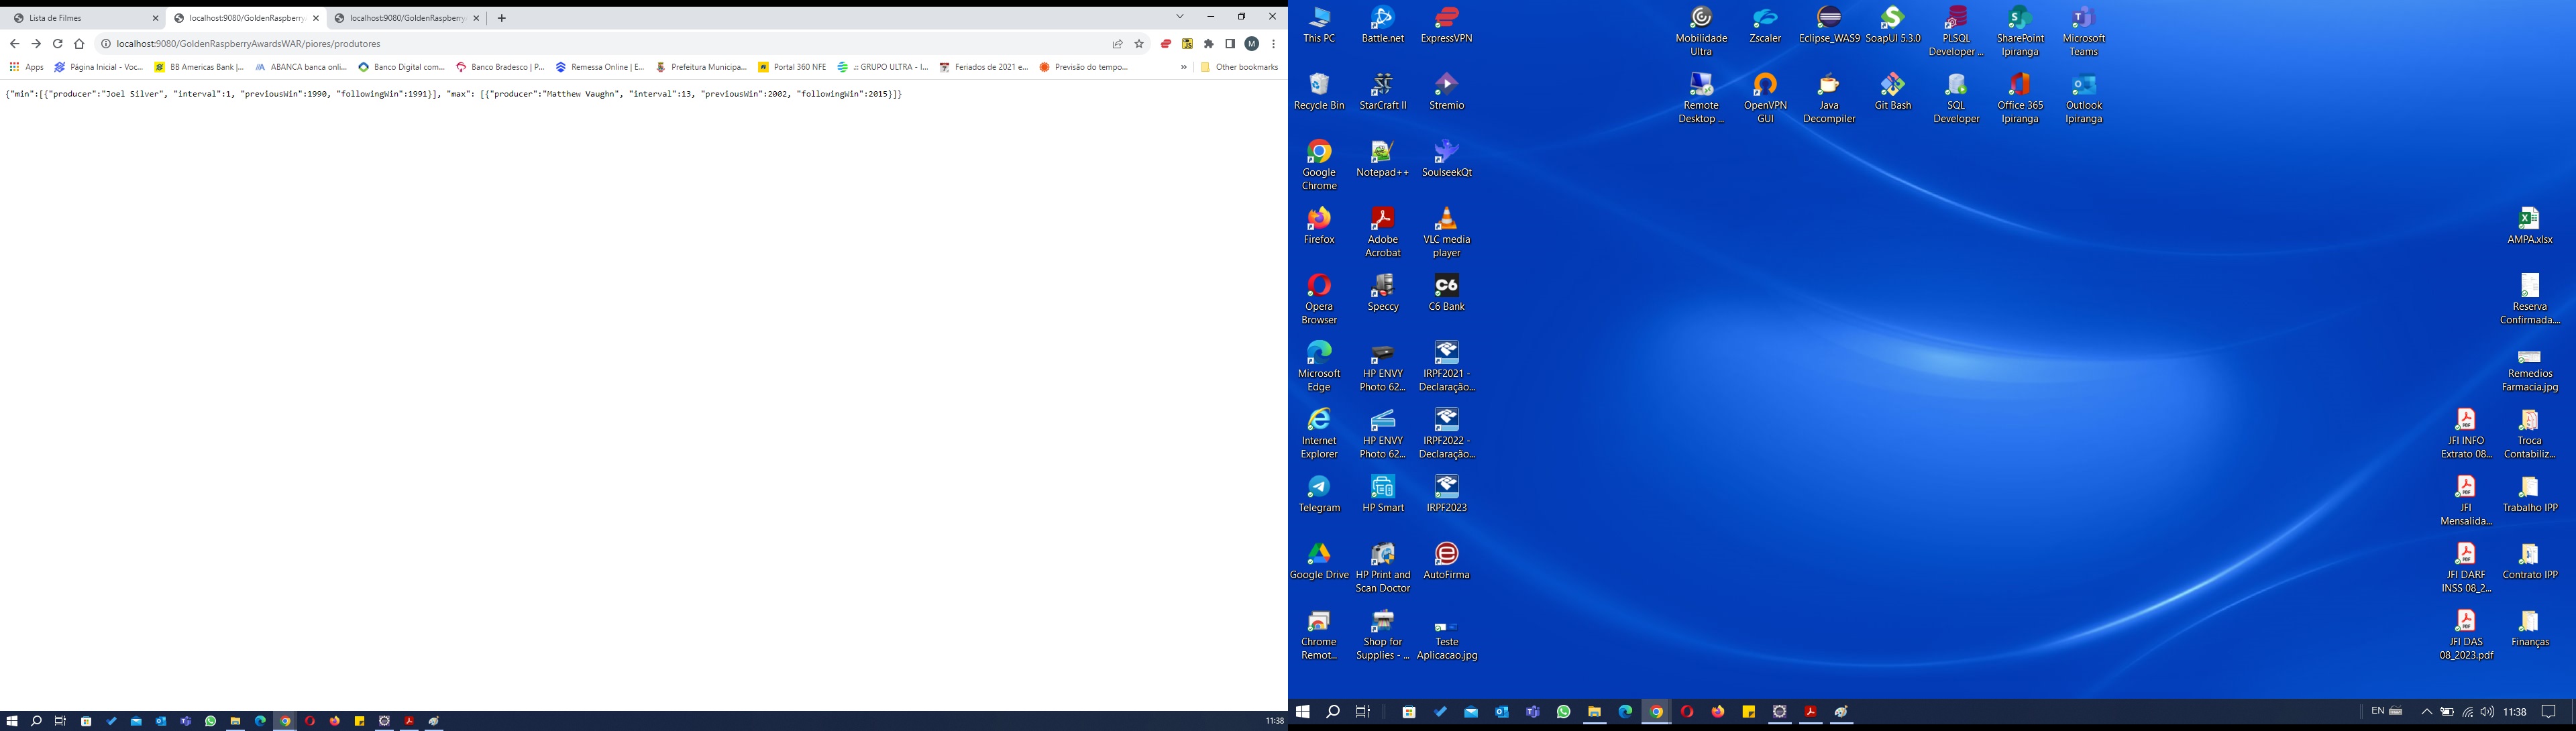 Lista de Filmes
localhost:9080/GoldenRaspberry
localhost:9080/GoldenRaspberry
localhost:9080/GoldenRaspberryAwardsWAR/piores/produtores
Apps
Página Inicial - Voc...
BB Americas Bank |...
ABANCA banca onli...
Banco Digital com...
Banco Bradesco | P...
Remessa Online | E...
Prefeitura Municipa...
Portal 360 NFE
.:: GRUPO ULTRA - I...
Feriados de 2021 e...
Previsão do tempo...
»
Other bookmarks
{"min":[{"producer":"Joel Silver", "interval":1, "previousWin":1990, "followingWin":1991}], "max": [{"producer":"Matthew Vaughn", "interval":13, "previousWin":2002, "followingWin":2015}]}
11:38
This PC
Battle.net
ExpressVPN
Mobilidade
Ultra
Zscaler
Eclipse_WAS9
SoapUI 5.3.0
PLSQL
Developer ...
SharePoint
Ipiranga
Microsoft
Teams
Recycle Bin
StarCraft II
Stremio
Remote
Desktop ...
OpenVPN
GUI
Java
Decompiler
Git Bash
SQL
Developer
Office 365
Ipiranga
Outlook
Ipiranga
Google
Chrome
Notepad++
SoulseekQt
Firefox
Adobe
Acrobat
VLC media
player
AMPA.xlsx
Opera
Browser
Speccy
C6
C6 Bank
Reserva
Confirmada....
Microsoft
Edge
HP ENVY
Photo 62...
IRPF2021 -
Declaração...
Remedios
Farmacia.jpg
Internet
Explorer
HP ENVY
Photo 62...
IRPF2022 -
Declaração...
JFI INFO
Extrato 08...
Troca
Contabiliz...
Telegram
HP Smart
IRPF2023
JFI
Mensalida...
Trabalho IPP
Google Drive
HP Print and
Scan Doctor
AutoFirma
JFI DARF
INSS 08_2...
Contrato IPP
Chrome
Remot...
Shop for
Supplies - ...
Teste
Aplicacao.jpg
JFI DAS
08_2023.pdf
Finanças
EN
11:38